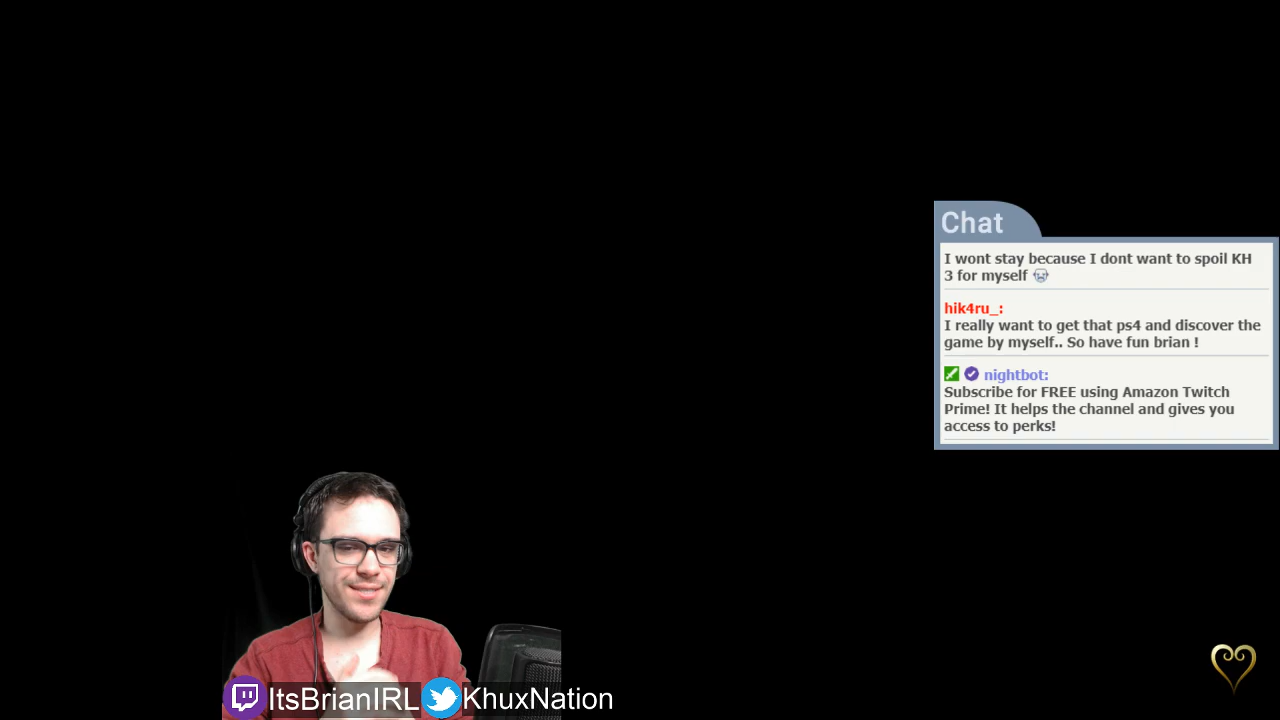 Chat
I wont stay because I dont want to spoil KH
3 for myself
hik4ru_:
I really want to get that ps4 and discover the
game by myself.. So have fun brian !
nightbot:
Subscribe for FREE using Amazon Twitch
Prime! It helps the channel and gives you
access to perks!
ItsBrianIRL KhuxNation